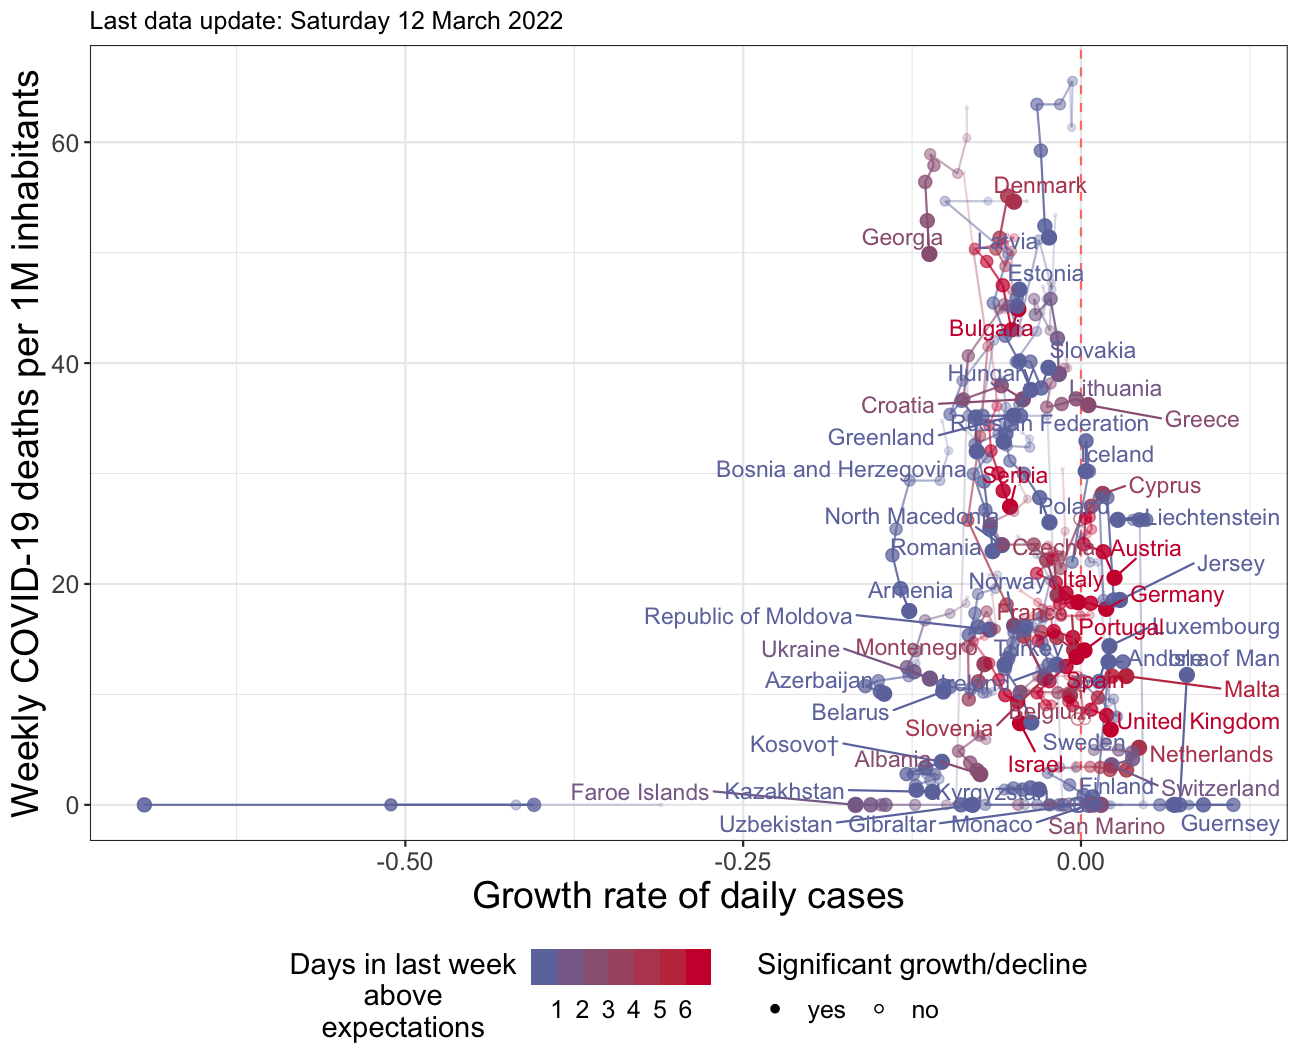 Last data update: Saturday 12 March 2022
Weekly COVID-19 deaths per 1M inhabitants
60
40
20
0
Denmark
Georgia
Latvia
Estonia
Bulgaria
Slovakia
Hungary
Lithuania
Croatia
Greece
Russian Federation
Greenland
Iceland
Bosnia and Herzegovina
Serbia
Cyprus
Poland
North Macedonia
Liechtenstein
Romania
Czechia
Austria
Jersey
Armenia
Norway
Italy
Germany
Republic of Moldova
France
Portugal
Luxembourg
Ukraine
Montenegro
Turkey
Andorra
Isle of Man
Azerbaijan
Ireland
Spain
Malta
Belarus
Belgium
Slovenia
United Kingdom
Kosovo†
Sweden
Albania
Israel
Netherlands
Faroe Islands
Kazakhstan
Kyrgyzstan
Finland
Switzerland
Uzbekistan
Gibraltar
Monaco
San Marino
Guernsey
-0.50
-0.25
0.00
Growth rate of daily cases
Days in last week
above
expectations
1 2 3 4 5 6
Significant growth/decline
yes
no